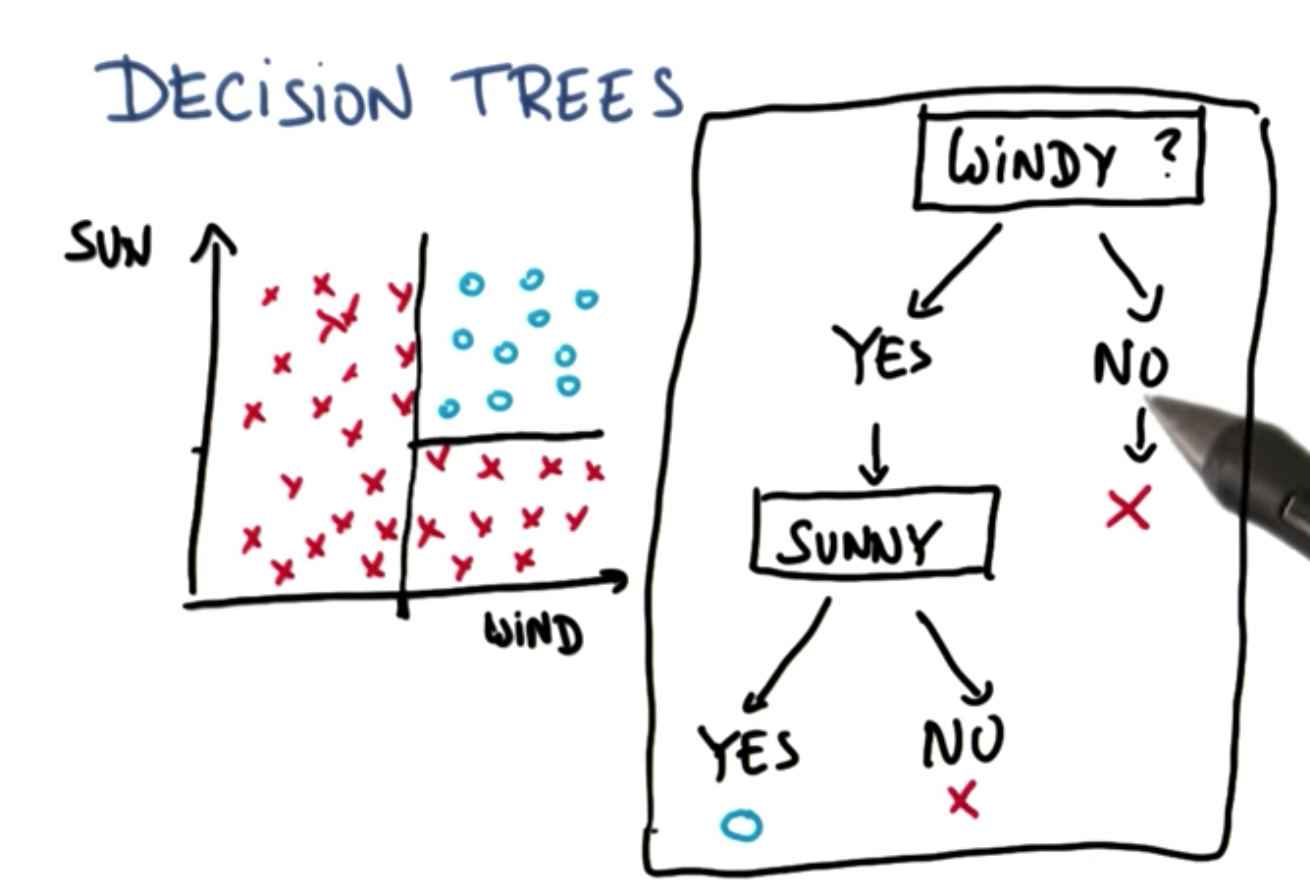 DECISION TREES
SUN
WIND
WINDY ?
YES
NO
SUNNY
YES
NO